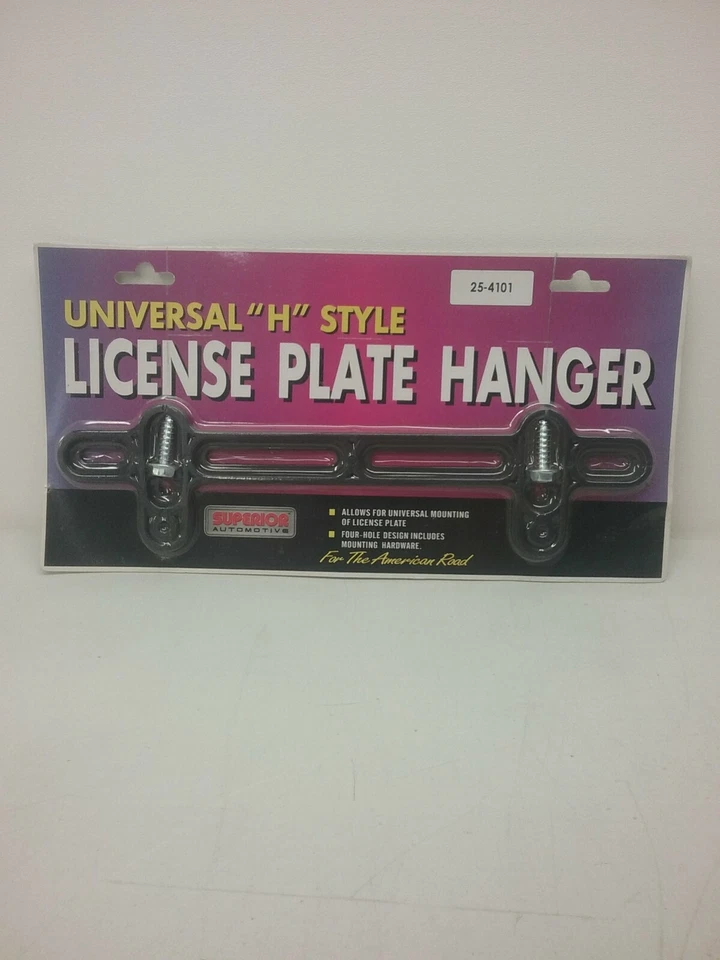 25-4101
UNIVERSAL "H" STYLE
LICENSE PLATE HANGER
SUPERIOR
AUTOMOTIVE
ALLOWS FOR UNIVERSAL MOUNTING
OF LICENSE PLATE
FOUR-HOLE DESIGN INCLUDES
MOUNTING HARDWARE.
For The American Road